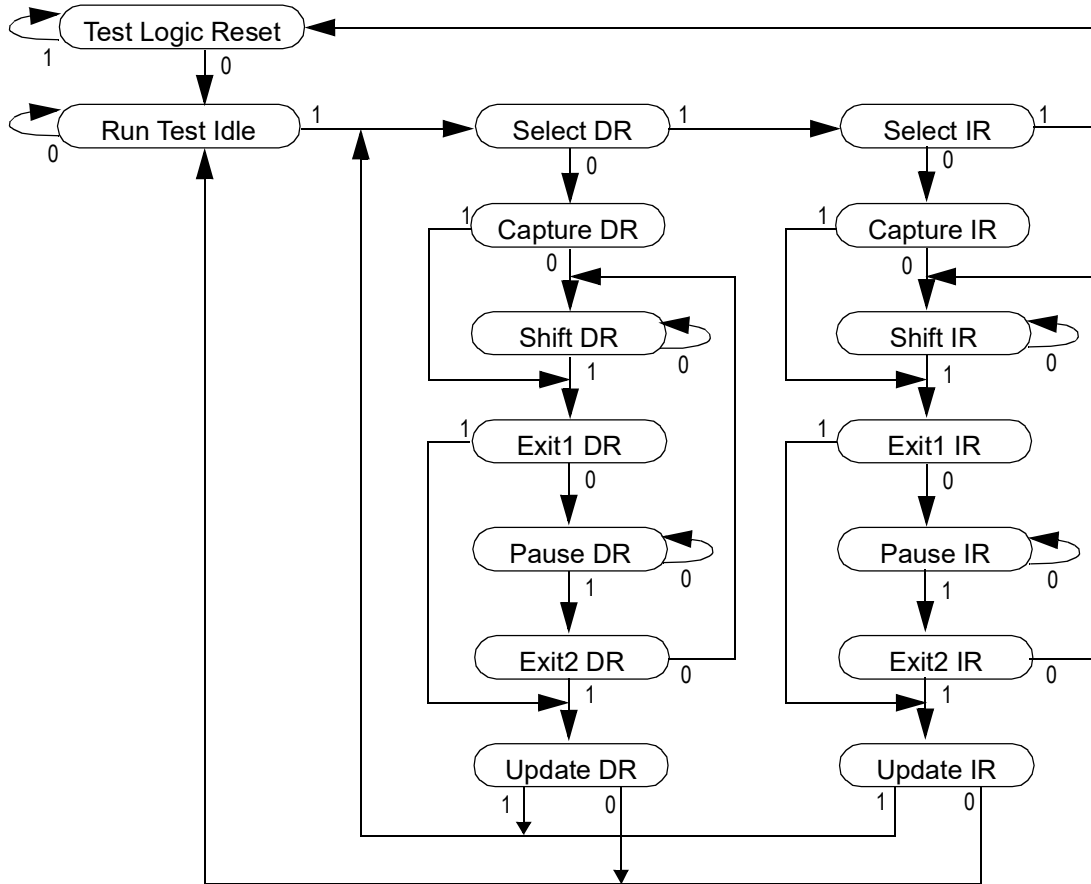 Test Logic Reset
1
0
Run Test Idle
0
1
Select DR
1
0
Select IR
1
0
1
Capture DR
0
1
Capture IR
0
Shift DR
0
1
Shift IR
0
1
1
Exit1 DR
0
1
Exit1 IR
0
Pause DR
0
1
Pause IR
0
1
Exit2 DR
0
1
Exit2 IR
0
1
Update DR
1
0
Update IR
1
0